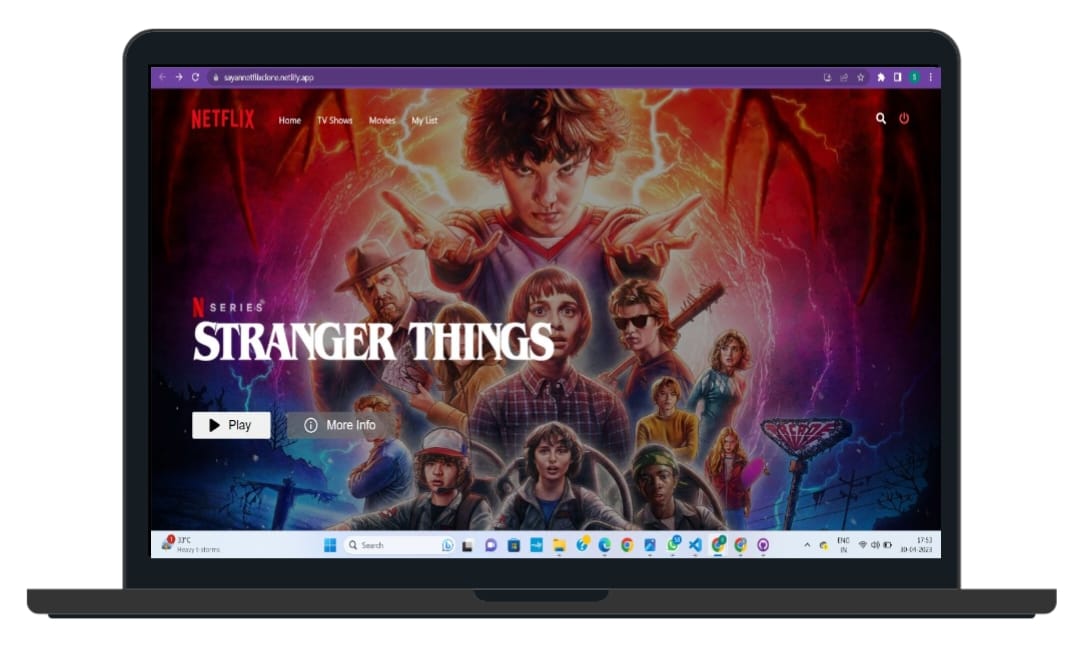 sayannetflixclone.netlify.app
S
NETFLIX
Home TV Shows Movies My List
N SERIES
STRANGER THINGS
Play More Info
1 33°C
Heavy t-storms
Search
ENG
IN
17:53
30-04-2023